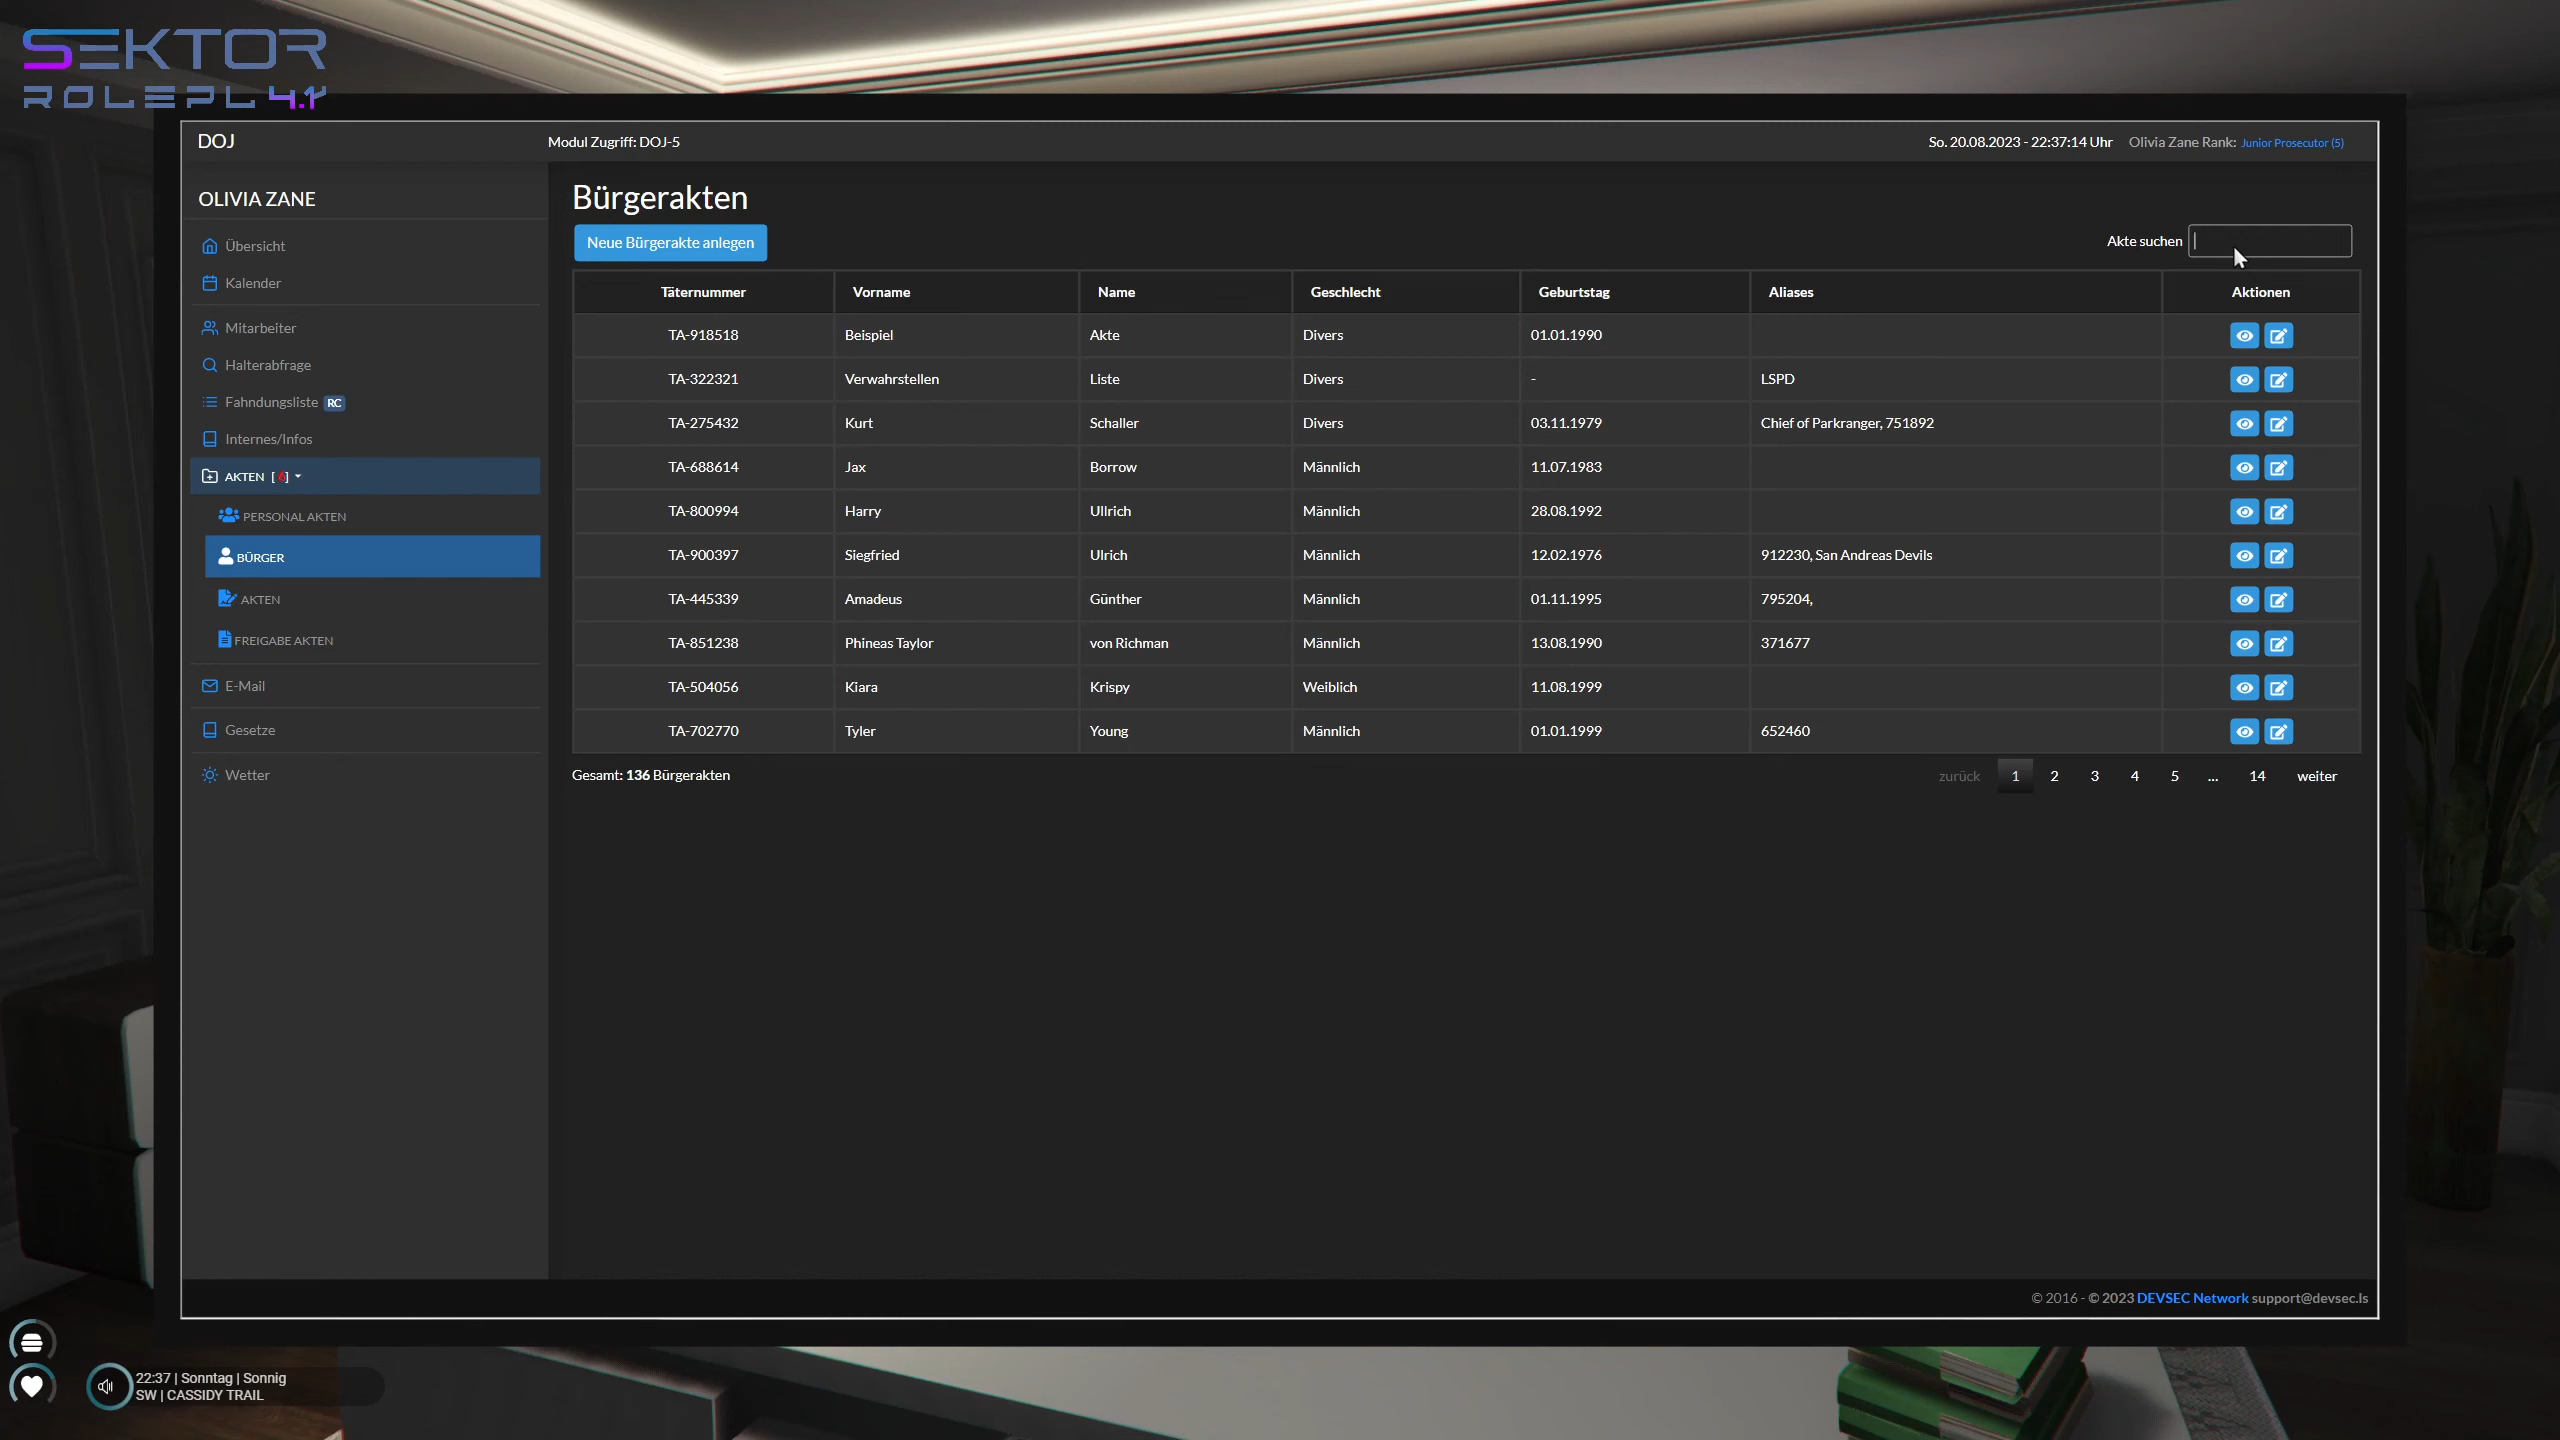 SEKTOR
ROLEPL4.Y
DOJ
Modul Zugriff: DOJ-5
So. 20.08.2023 - 22:37:14 Uhr Olivia Zane Rank: Junior Prosecutor (5)
OLIVIA ZANE
Übersicht
Kalender
Mitarbeiter
Halterabfrage
Fahndungsliste RC
Internes/Infos
AKTEN [ ]
PERSONAL AKTEN
BÜRGER
AKTEN
FREIGABE AKTEN
E-Mail
Gesetze
Wetter
Bürgerakten
Neue Bürgerakte anlegen
Akte suchen
Täternummer Vorname Name Geschlecht Geburtstag Aliases Aktionen
TA-918518 Beispiel Akte Divers 01.01.1990
TA-322321 Verwahrstellen Liste Divers - LSPD
TA-275432 Kurt Schaller Divers 03.11.1979 Chief of Parkranger, 751892
TA-688614 Jax Borrow Männlich 11.07.1983
TA-800994 Harry Ullrich Männlich 28.08.1992
TA-900397 Siegfried Ulrich Männlich 12.02.1976 912230, San Andreas Devils
TA-445339 Amadeus Günther Männlich 01.11.1995 795204,
TA-851238 Phineas Taylor von Richman Männlich 13.08.1990 371677
TA-504056 Kiara Krispy Weiblich 11.08.1999
TA-702770 Tyler Young Männlich 01.01.1999 652460
Gesamt: 136 Bürgerakten
zurück 1 2 3 4 5 ... 14 weiter
© 2016 - © 2023 DEVSEC Network support@devsec.ls
22:37 | Sonntag | Sonnig
SW | CASSIDY TRAIL